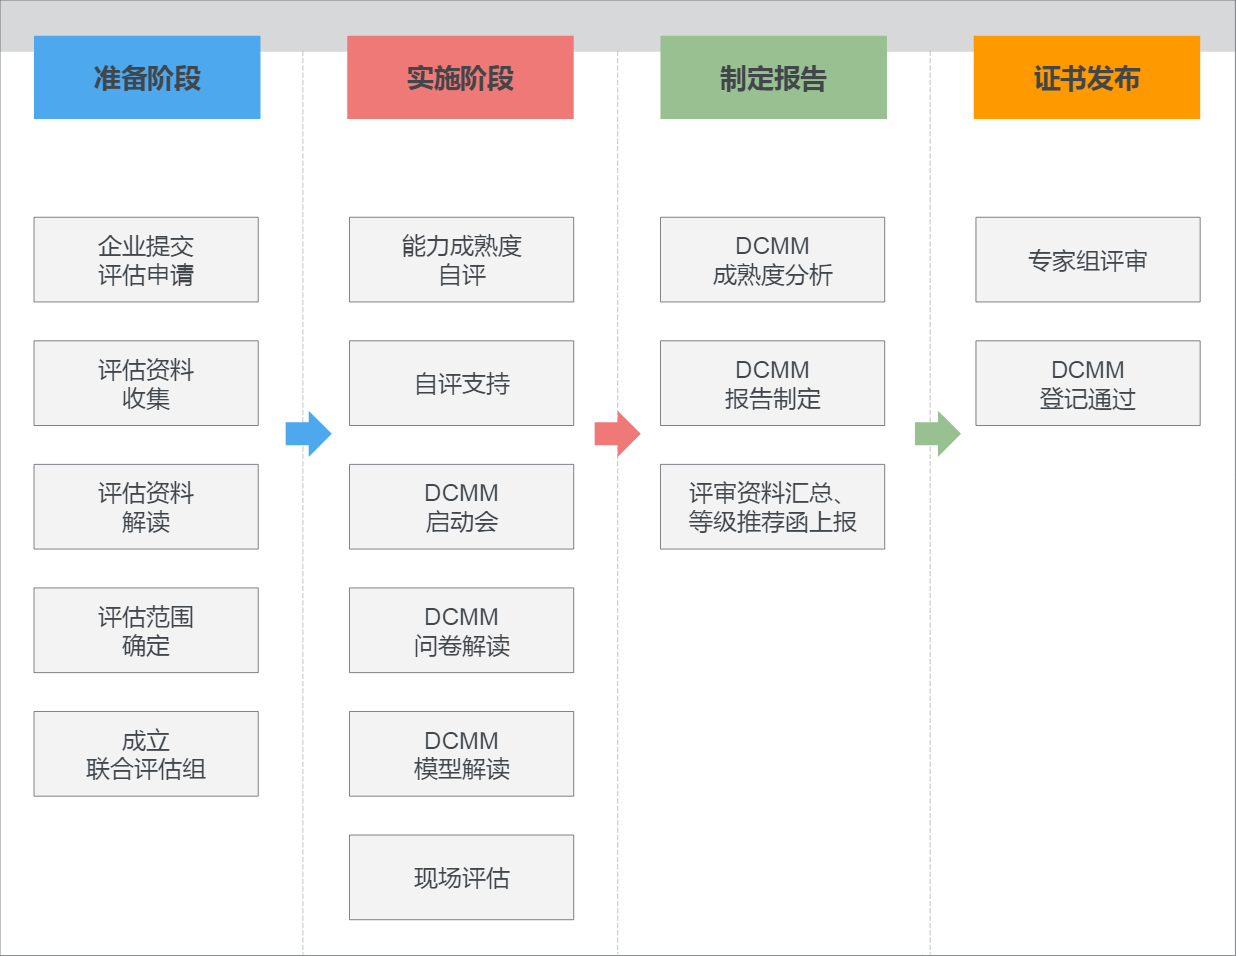 准备阶段
实施阶段
制定报告
证书发布
企业提交
评估申请
评估资料
收集
评估资料
解读
评估范围
确定
成立
联合评估组
能力成熟度
自评
自评支持
DCMM
启动会
DCMM
问卷解读
DCMM
模型解读
现场评估
DCMM
成熟度分析
DCMM
报告制定
评审资料汇总、
等级推荐函上报
专家组评审
DCMM
登记通过